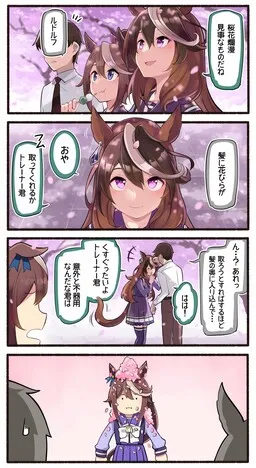 桜花爛漫
見事なものだね
ルドルフ
髪に花びらが
おや
取ってくれるか
トレーナー君
ん…？あれっ
取ろうとすればするほど
髪の奥に入り込んで…
ははっ
くすぐったいよ
トレーナー君
意外と不器用
なんだな君は